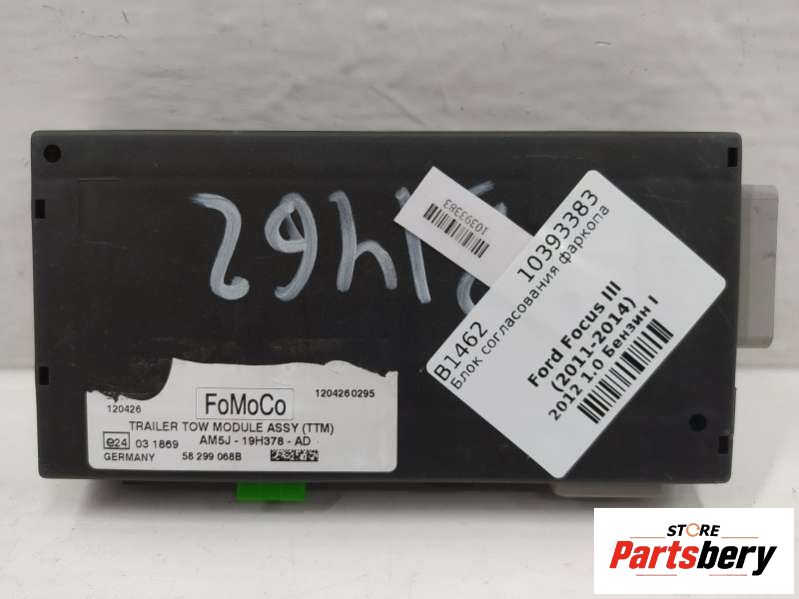 1462
10393383
B1462 10393383
Блок согласования фаркопа
Ford Focus III
(2011-2014)
2012 1.0 Бензин I
120426
FoMoCo
1204260295
TRAILER TOW MODULE ASSY (TTM)
e24 03 1869
AM5J - 19H378 - AD
GERMANY
58 299 068B
STORE
Partsbery